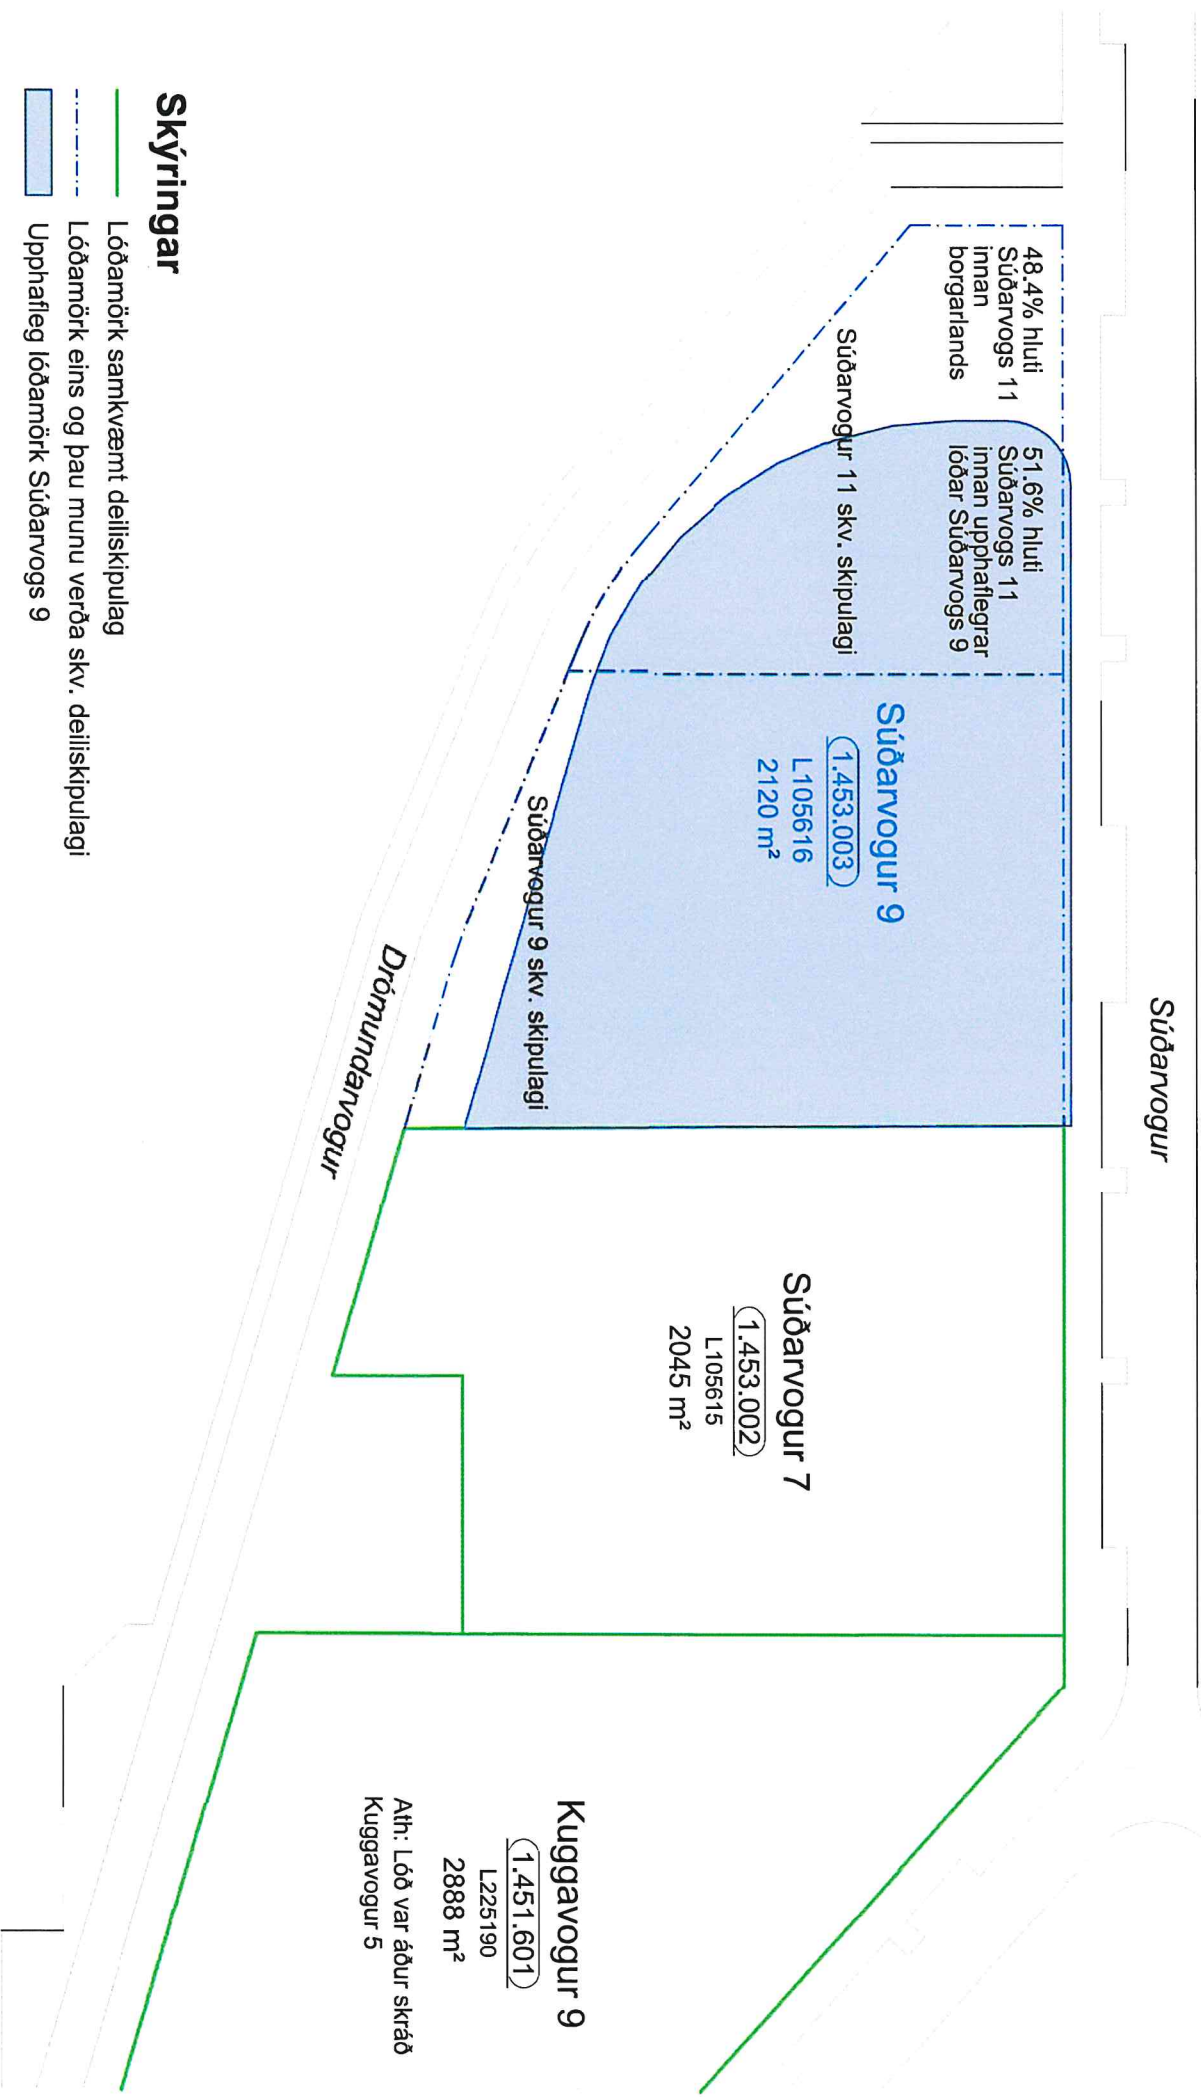 Súðarvogur
48.4% hluti
Súðarvogs 11
innan
borgarlands
51.6% hluti
Súðarvogs 11
innan upphaflegrar
lóðar Súðarvogs 9
Súðarvogur 11 skv. skipulagi
Súðarvogur 9
1.453.003
L105616
2120 m²
Súðarvogur 9 skv. skipulagi
Drómundarvogur
Súðarvogur 7
1.453.002
L105615
2045 m²
Kuggavogur 9
1.451.601
L225190
2888 m²
Ath: Lóð var áður skráð
Kuggavogur 5
Skýringar
Lóðamörk samkvæmt deiliskipulag
Lóðamörk eins og þau munu verða skv. deiliskipulagi
Upphafleg lóðamörk Súðarvogs 9